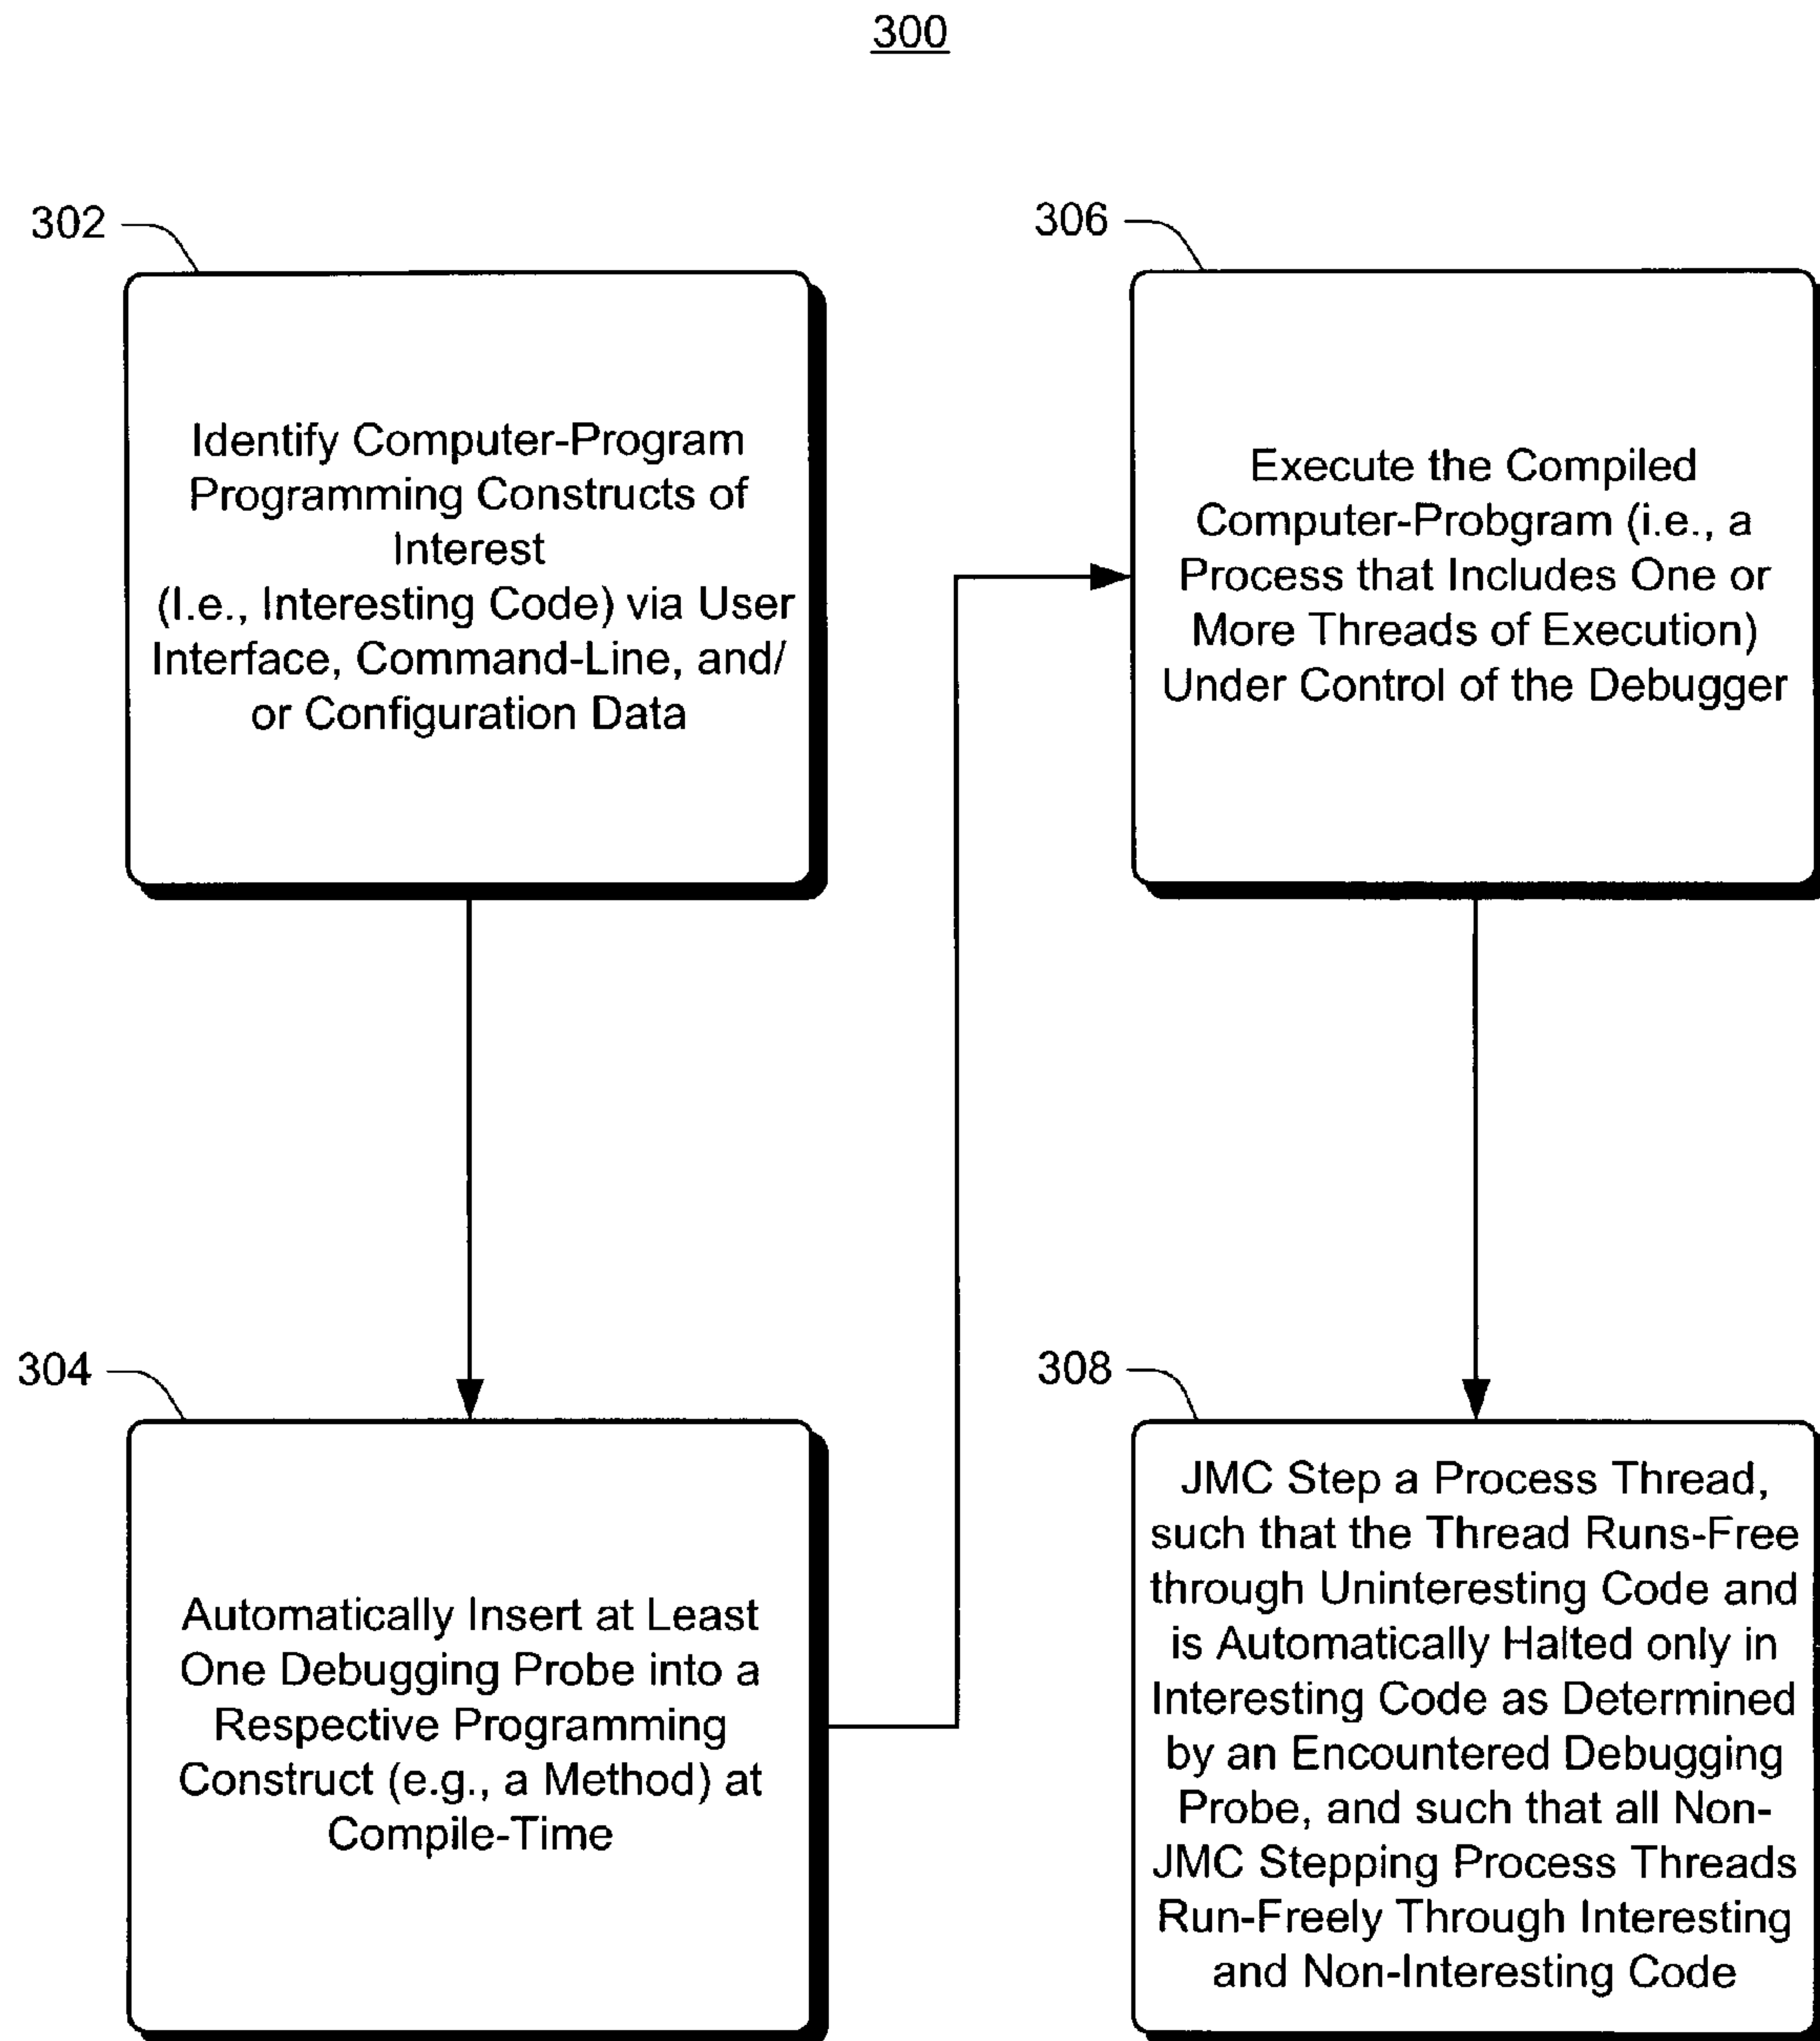 300
302
Identify Computer-Program
Programming Constructs of
Interest
(I.e., Interesting Code) via User
Interface, Command-Line, and/
or Configuration Data
304
Automatically Insert at Least
One Debugging Probe into a
Respective Programming
Construct (e.g., a Method) at
Compile-Time
306
Execute the Compiled
Computer-Probgram (i.e., a
Process that Includes One or
More Threads of Execution)
Under Control of the Debugger
308
JMC Step a Process Thread,
such that the Thread Runs-Free
through Uninteresting Code and
is Automatically Halted only in
Interesting Code as Determined
by an Encountered Debugging
Probe, and such that all Non-
JMC Stepping Process Threads
Run-Freely Through Interesting
and Non-Interesting Code